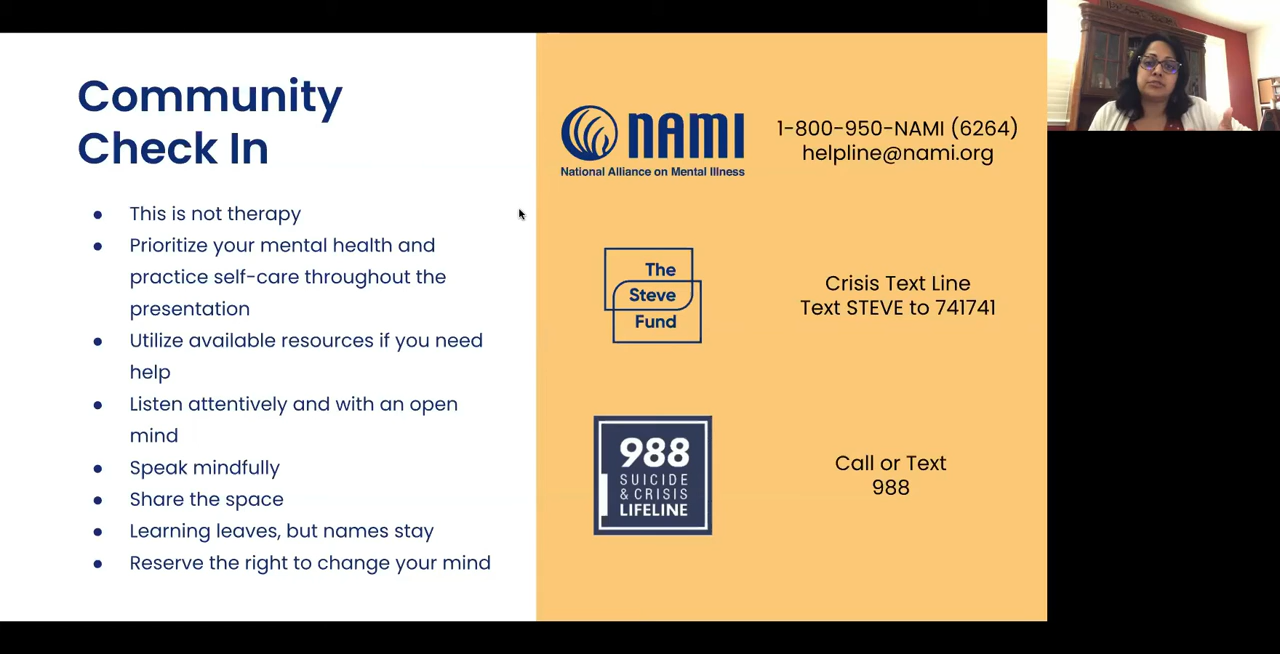 Community
Check In
● This is not therapy
● Prioritize your mental health and
practice self-care throughout the
presentation
● Utilize available resources if you need
help
● Listen attentively and with an open
mind
● Speak mindfully
● Share the space
● Learning leaves, but names stay
● Reserve the right to change your mind
NAMI
National Alliance on Mental Illness
1-800-950-NAMI (6264)
helpline@nami.org
The
Steve
Fund
Crisis Text Line
Text STEVE to 741741
988
SUICIDE
& CRISIS
LIFELINE
Call or Text
988